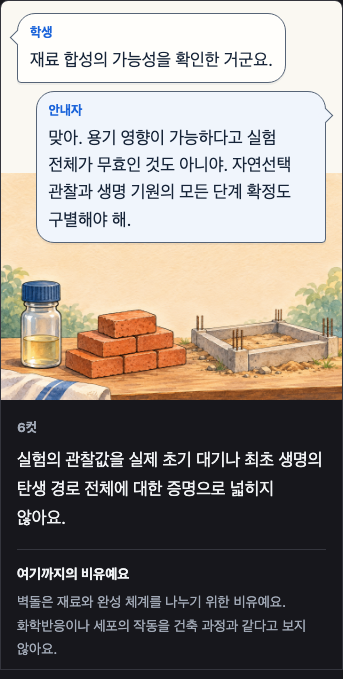 학생
재료 합성의 가능성을 확인한 거군요.
안내자
맞아. 용기 영향이 가능하다고 실험
전체가 무효인 것도 아니야. 자연선택
관찰과 생명 기원의 모든 단계 확정도
구별해야 해.
6컷
실험의 관찰값을 실제 초기 대기나 최초 생명의
탄생 경로 전체에 대한 증명으로 넓히지
않아요.
여기까지의 비유예요
벽돌은 재료와 완성 체계를 나누기 위한 비유예요.
화학반응이나 세포의 작동을 건축 과정과 같다고 보지
않아요.